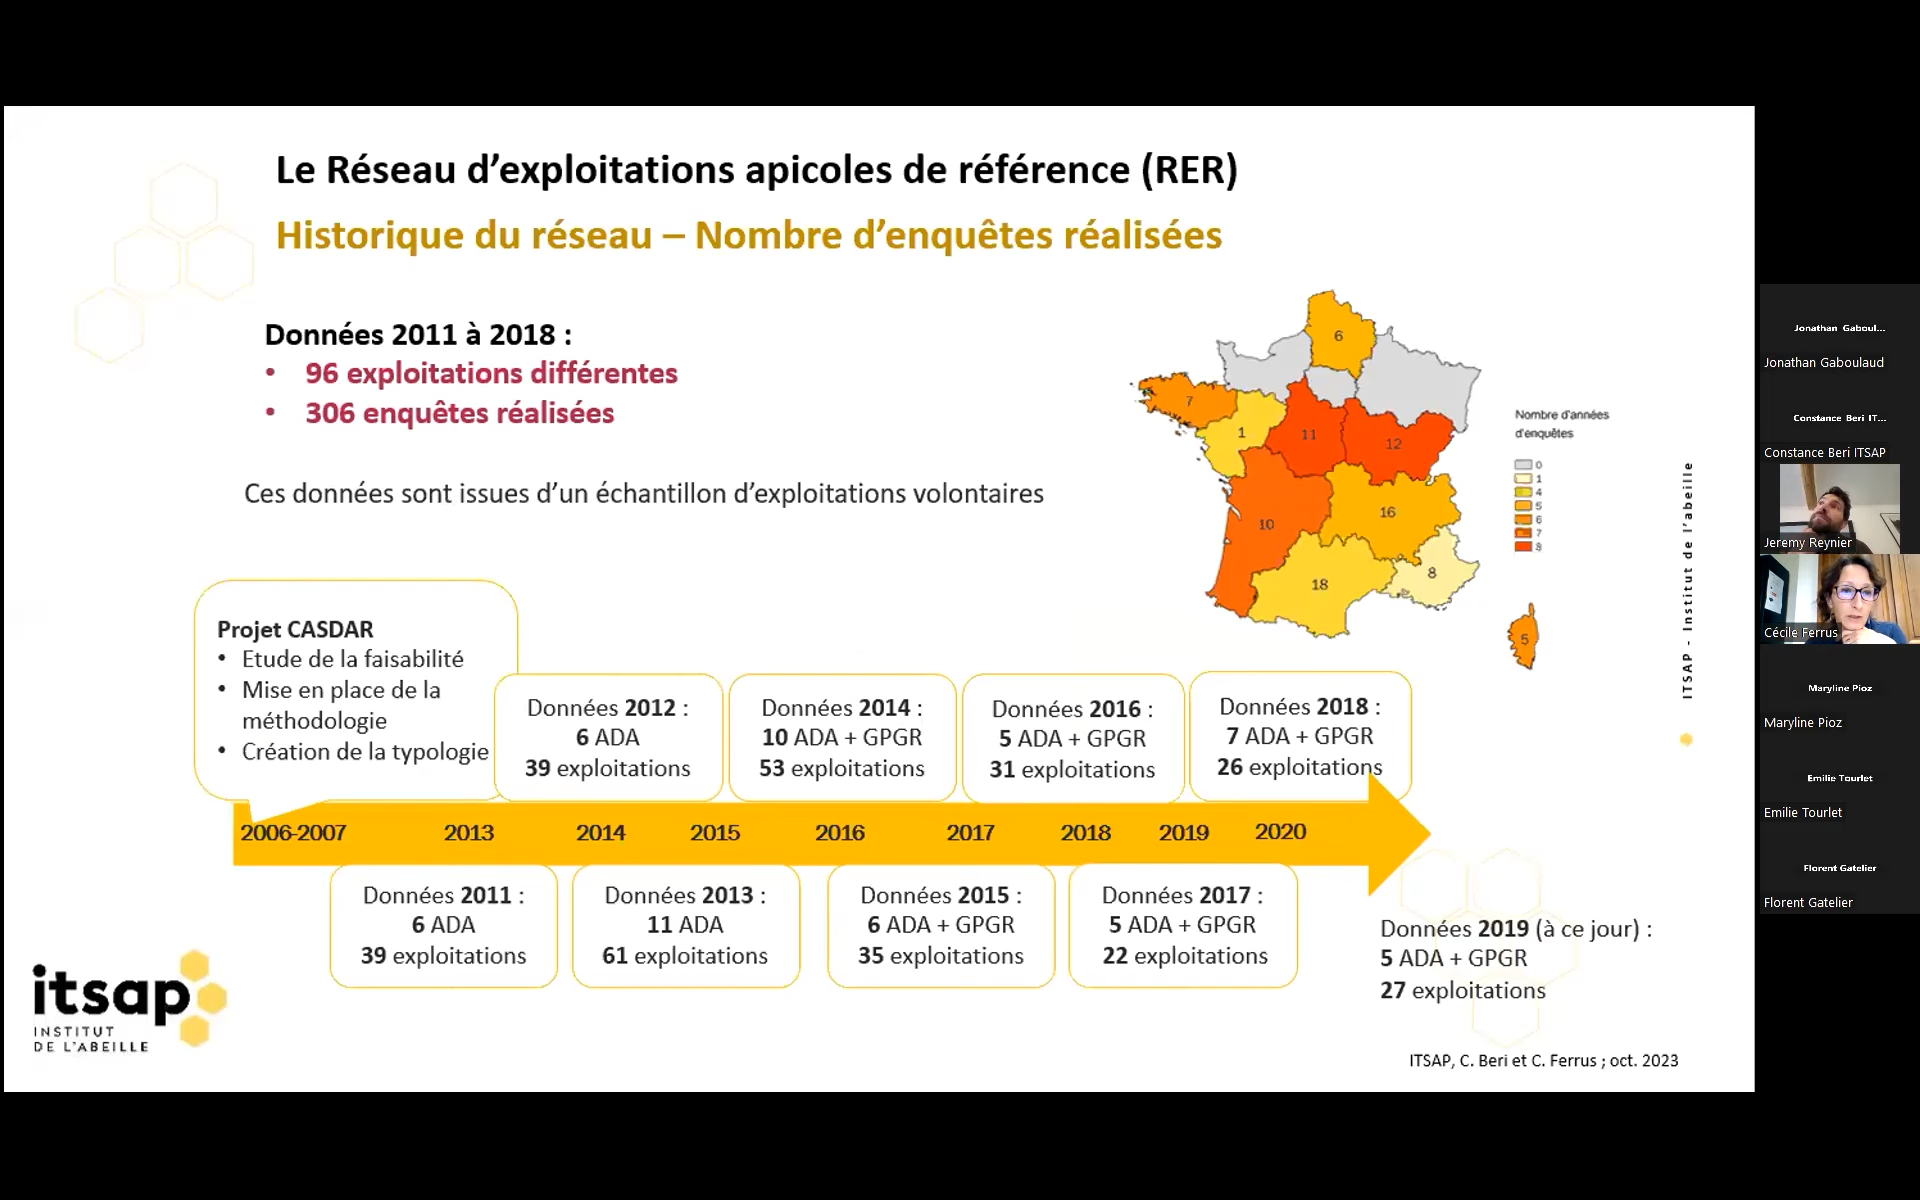 Le Réseau d'exploitations apicoles de référence (RER)
Historique du réseau – Nombre d'enquêtes réalisées
Données 2011 à 2018 :
• 96 exploitations différentes
• 306 enquêtes réalisées
Ces données sont issues d'un échantillon d'exploitations volontaires
6
7
1
11
12
10
16
18
8
5
Nombre d'années
d'enquêtes
0
1
4
5
6
7
8
ITSAP - Institut de l'abeille
Projet CASDAR
• Etude de la faisabilité
• Mise en place de la
méthodologie
• Création de la typologie
Données 2012 :
6 ADA
39 exploitations
Données 2014 :
10 ADA + GPGR
53 exploitations
Données 2016 :
5 ADA + GPGR
31 exploitations
Données 2018 :
7 ADA + GPGR
26 exploitations
2006-2007 2013 2014 2015 2016 2017 2018 2019 2020
Données 2011 :
6 ADA
39 exploitations
Données 2013 :
11 ADA
61 exploitations
Données 2015 :
6 ADA + GPGR
35 exploitations
Données 2017 :
5 ADA + GPGR
22 exploitations
Données 2019 (à ce jour) :
5 ADA + GPGR
27 exploitations
itsap
INSTITUT
DE L'ABEILLE
ITSAP, C. Beri et C. Ferrus ; oct. 2023
Jonathan Gaboul...
Jonathan Gaboulaud
Constance Beri IT...
Constance Beri ITSAP
Jeremy Reynier
Cécile Ferrus
Maryline Pioz
Maryline Pioz
Emilie Tourlet
Emilie Tourlet
Florent Gatelier
Florent Gatelier